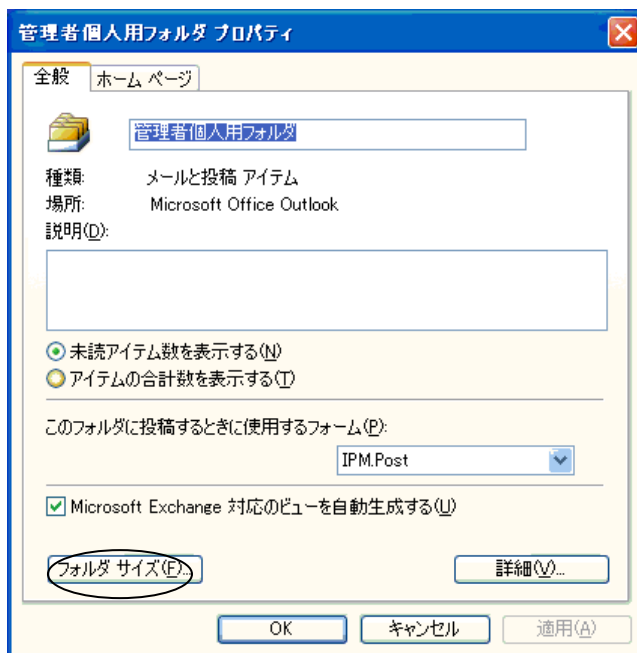 管理者個人用フォルダ プロパティ
全般 ホーム ページ
管理者個人用フォルダ
種類: メールと投稿 アイテム
場所: Microsoft Office Outlook
説明(D):
未読アイテム数を表示する(N)
アイテムの合計数を表示する(T)
このフォルダに投稿するときに使用するフォーム(P):
IPM.Post
Microsoft Exchange 対応のビューを自動生成する(U)
フォルダ サイズ(F)... 詳細(V)...
OK キャンセル 適用(A)